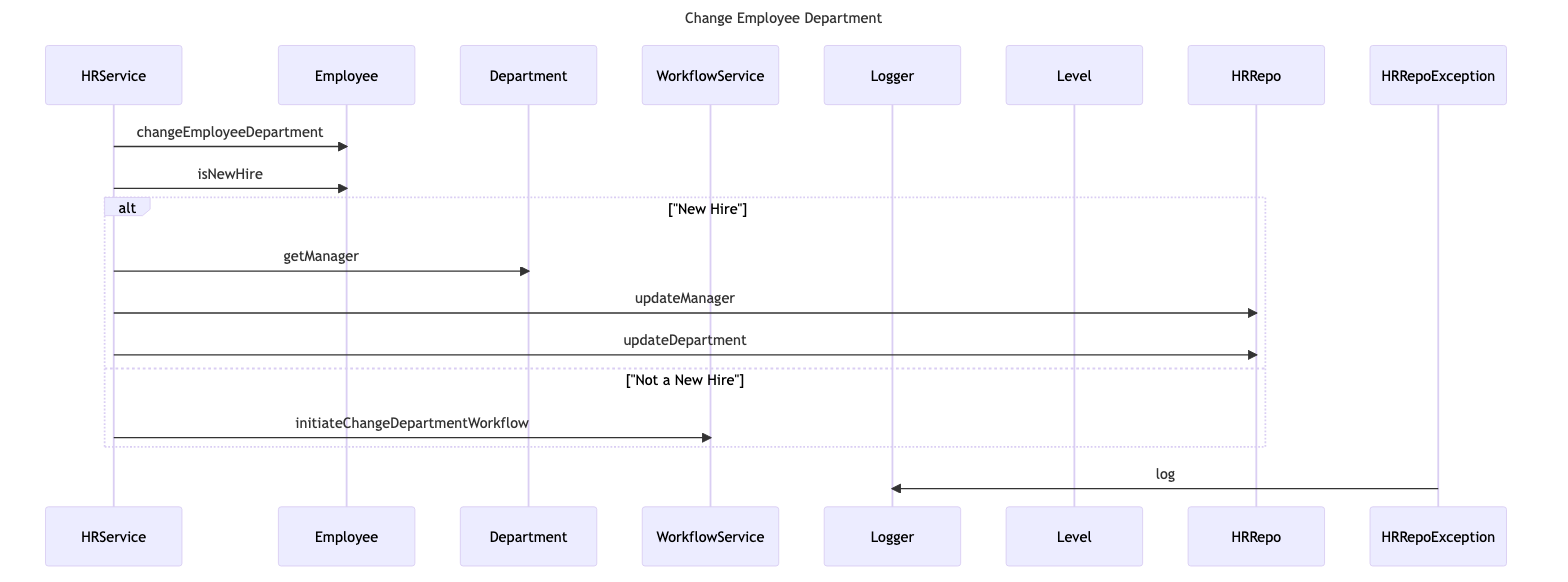 Change Employee Department
HRService Employee Department WorkflowService Logger Level HRRepo HRRepoException
changeEmployeeDepartment
isNewHire
alt ["New Hire"]
getManager
updateManager
updateDepartment
["Not a New Hire"]
initiateChangeDepartmentWorkflow
log
HRService Employee Department WorkflowService Logger Level HRRepo HRRepoException